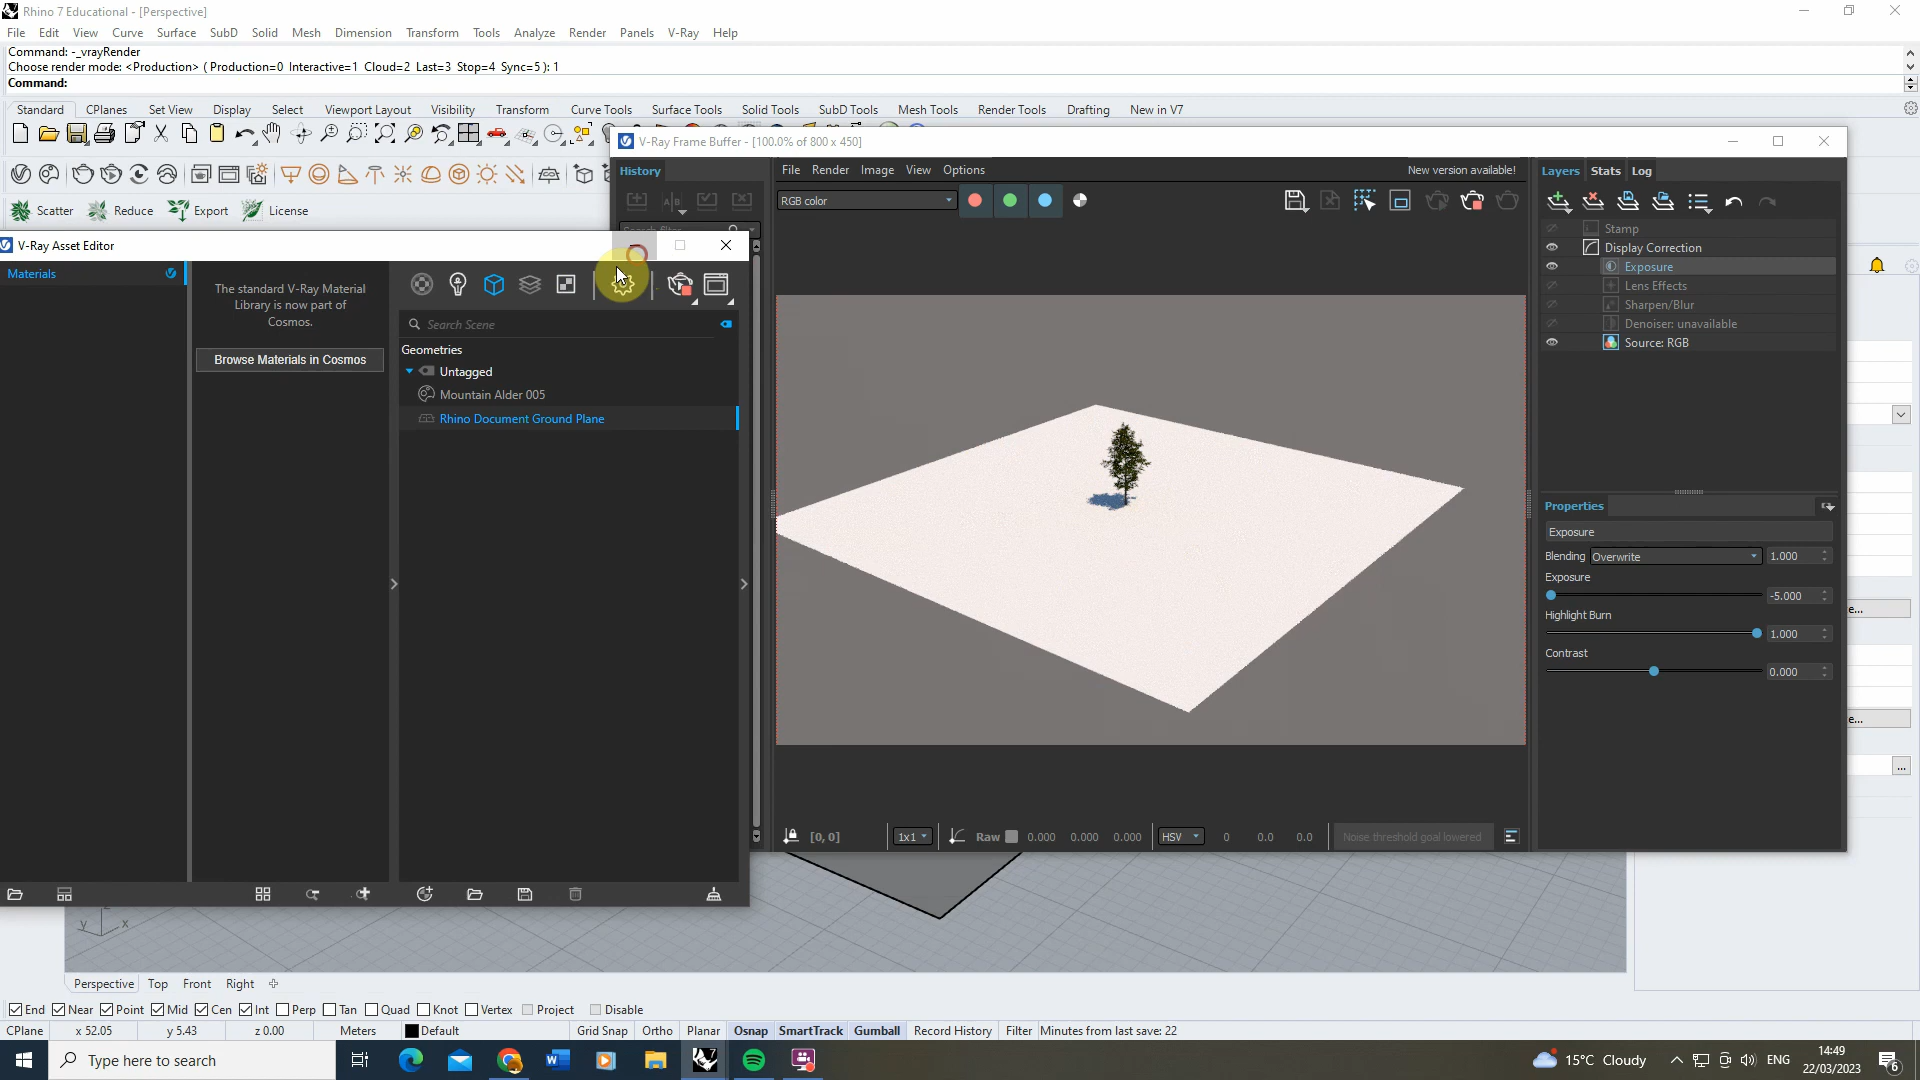 Rhino 7 Educational - [Perspective]
File Edit View Curve Surface SubD Solid Mesh Dimension Transform Tools Analyze Render Panels V-Ray Help
Command: -_vrayRender
Choose render mode: <Production> ( Production=0 Interactive=1 Cloud=2 Last=3 Stop=4 Sync=5 ): 1
Command:
Standard CPlanes Set View Display Select Viewport Layout Visibility Transform Curve Tools Surface Tools Solid Tools SubD Tools Mesh Tools Render Tools Drafting New in V7
V-Ray Frame Buffer - [100.0% of 800 x 450]
History File Render Image View Options New version available! Layers Stats Log
RGB color
Scatter Reduce Export License
Stamp
Display Correction
Exposure
Lens Effects
Sharpen/Blur
Denoiser: unavailable
Source: RGB
V-Ray Asset Editor
Materials
The standard V-Ray Material
Library is now part of
Cosmos.
Browse Materials in Cosmos
Search Scene
Geometries
Untagged
Mountain Alder 005
Rhino Document Ground Plane
Properties
Exposure
Blending Overwrite 1.000
Exposure
-5.000
Highlight Burn
1.000
Contrast
0.000
e...
e...
...
[0, 0] 1x1 Raw 0.000 0.000 0.000 HSV 0 0.0 0.0 Noise threshold goal lowered
y x
Perspective Top Front Right
End Near Point Mid Cen Int Perp Tan Quad Knot Vertex Project Disable
CPlane x 52.05 y 5.43 z 0.00 Meters Default Grid Snap Ortho Planar Osnap SmartTrack Gumball Record History Filter Minutes from last save: 22
Type here to search
15°C Cloudy ENG
14:49
22/03/2023
6